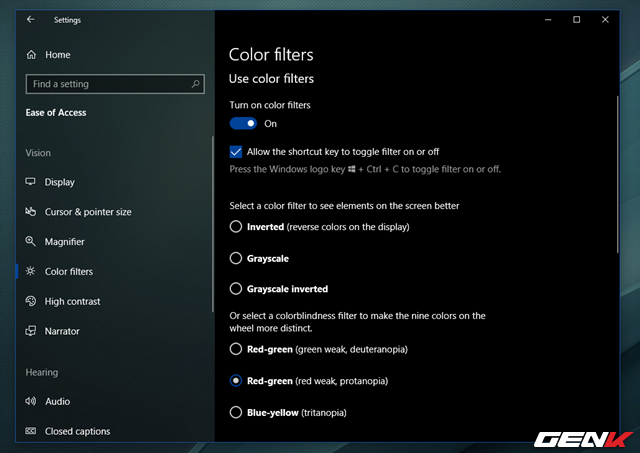 Settings
Home
Find a setting
Ease of Access
Vision
Display
Cursor & pointer size
Magnifier
Color filters
High contrast
Narrator
Hearing
Audio
Closed captions
Color filters
Use color filters
Turn on color filters
On
Allow the shortcut key to toggle filter on or off
Press the Windows logo key + Ctrl + C to toggle filter on or off.
Select a color filter to see elements on the screen better
Inverted (reverse colors on the display)
Grayscale
Grayscale inverted
Or select a colorblindness filter to make the nine colors on the
wheel more distinct.
Red-green (green weak, deuteranopia)
Red-green (red weak, protanopia)
Blue-yellow (tritanopia)
GENK